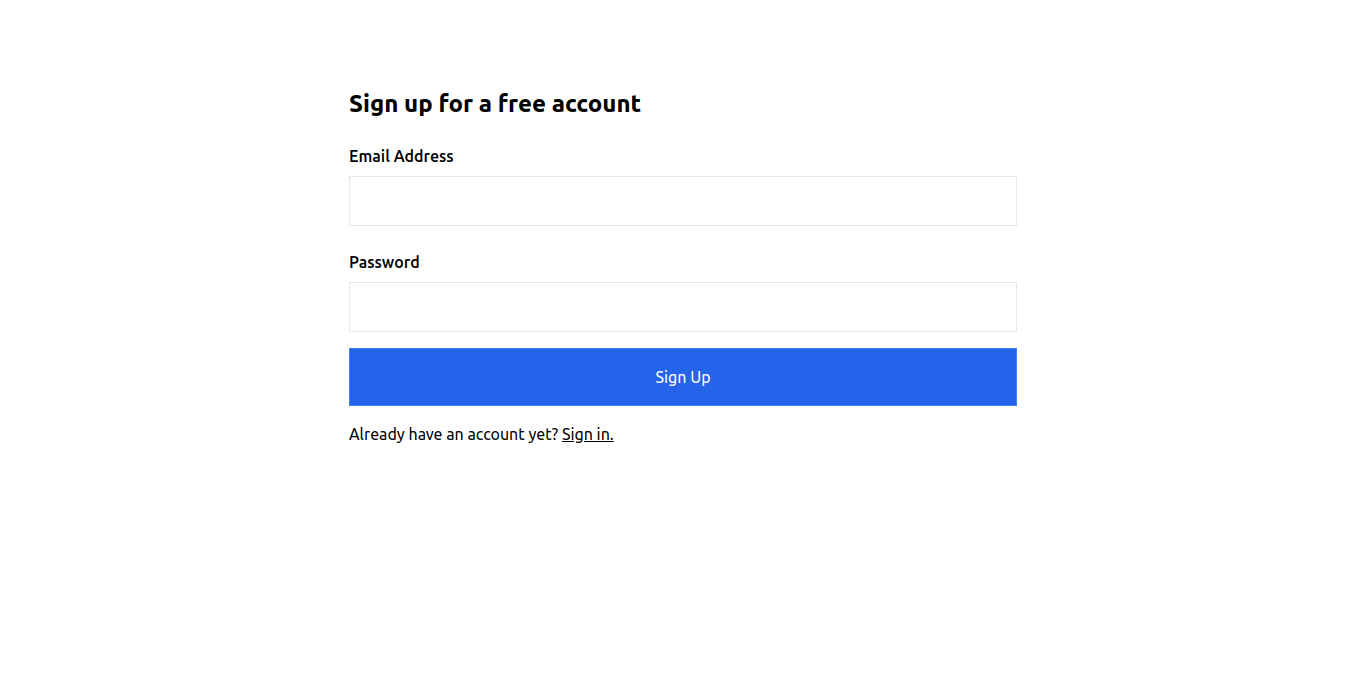 Sign up for a free account
Email Address
Password
Sign Up
Already have an account yet? Sign in.